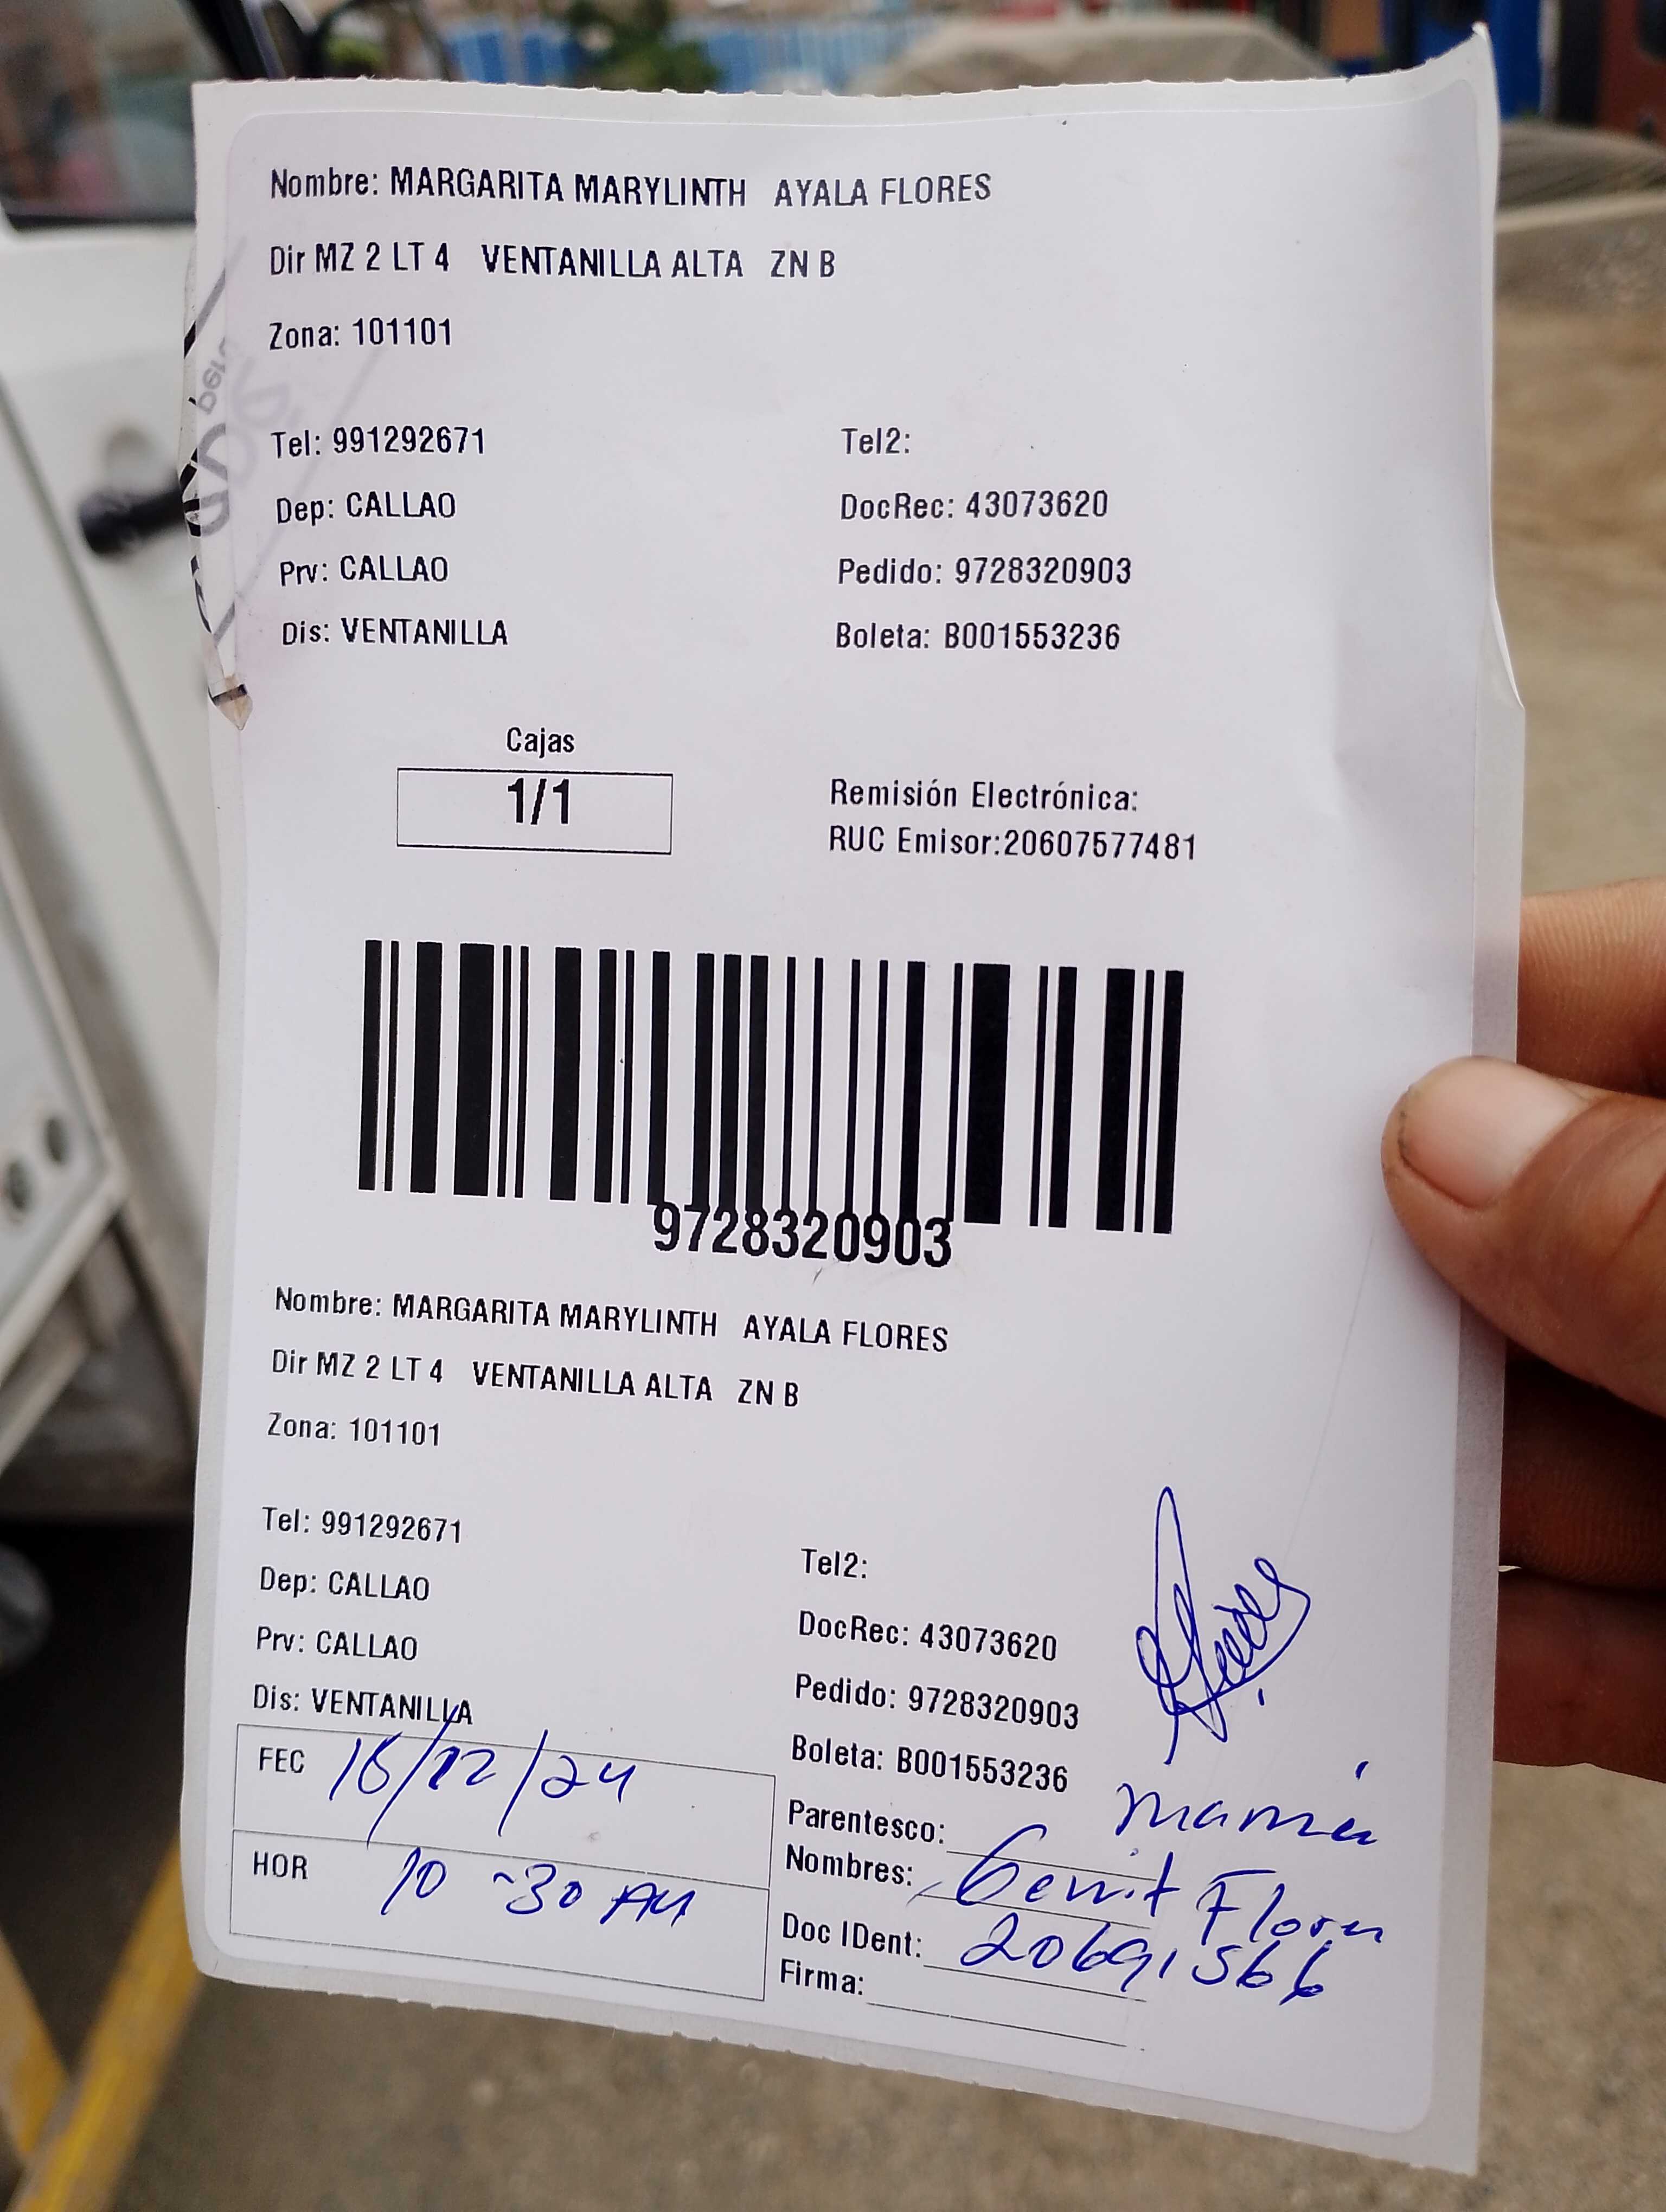 Nombre: MARGARITA MARYLINTH AYALA FLORES
Dir MZ 2 LT 4 VENTANILLA ALTA ZN B
Zona: 101101
Tel: 991292671
Tel2:
Dep: CALLAO
DocRec: 43073620
Prv: CALLAO
Pedido: 9728320903
Dis: VENTANILLA
Boleta: B001553236
Cajas
1/1
Remisión Electrónica:
RUC Emisor:20607577481
9728320903
Nombre: MARGARITA MARYLINTH AYALA FLORES
Dir MZ 2 LT 4 VENTANILLA ALTA ZN B
Zona: 101101
Tel: 991292671
Tel2:
Dep: CALLAO
DocRec: 43073620
Prv: CALLAO
Pedido: 9728320903
Dis: VENTANILLA
Boleta: B001553236
FEC 16/12/24
HOR 10 -30 AM
Parentesco: mamá
Nombres: Flores
Doc IDent: 20691566
Firma: